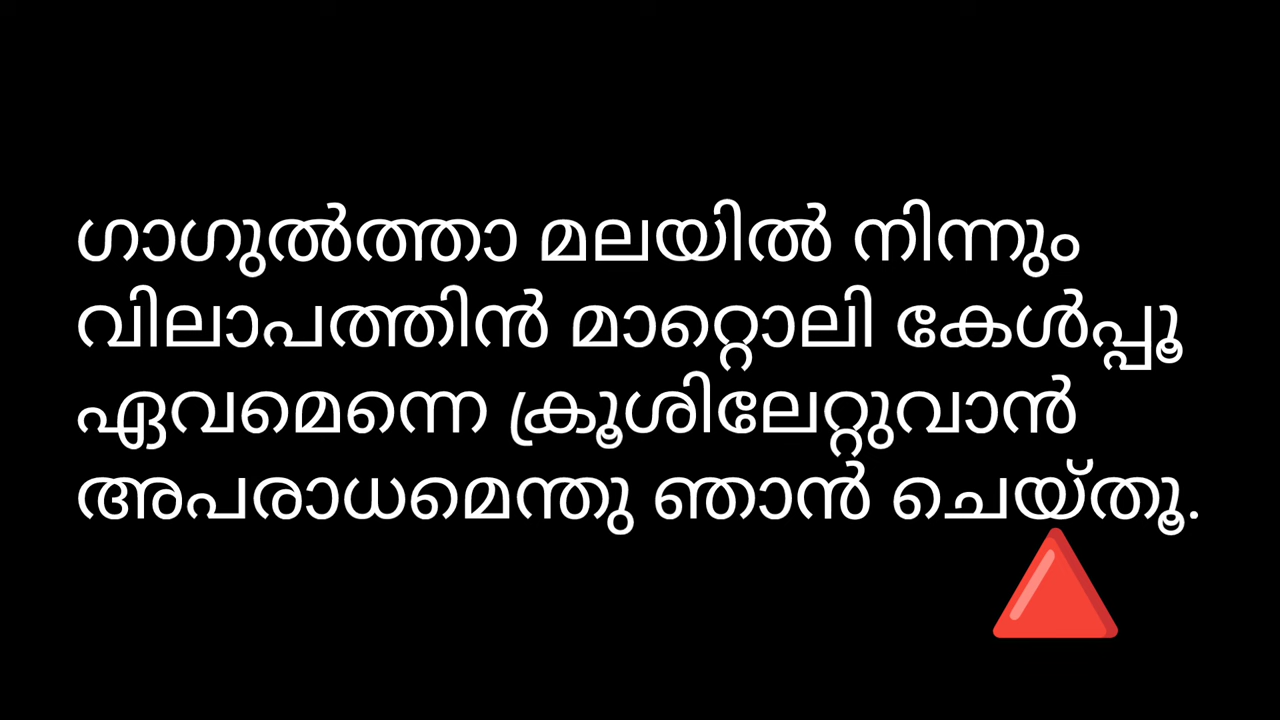 ഗാഗുൽത്താ മലയിൽ നിന്നും
വിലാപത്തിൻ മാറ്റൊലി കേൾപ്പൂ
ഏവമെന്നെ ക്രൂശിലേറ്റുവാൻ
അപരാധമെന്തു ഞാൻ ചെയ്തൂ.